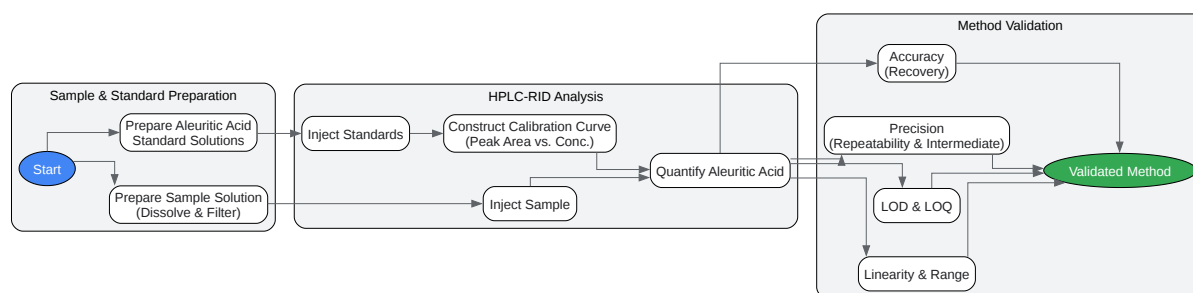 Sample & Standard Preparation
Start
Prepare Aleuritic Acid
Standard Solutions
Prepare Sample Solution
(Dissolve & Filter)
HPLC-RID Analysis
Inject Standards
Construct Calibration Curve
(Peak Area vs. Conc.)
Inject Sample
Quantify Aleuritic Acid
Method Validation
Accuracy
(Recovery)
Precision
(Repeatability & Intermediate)
LOD & LOQ
Linearity & Range
Validated Method